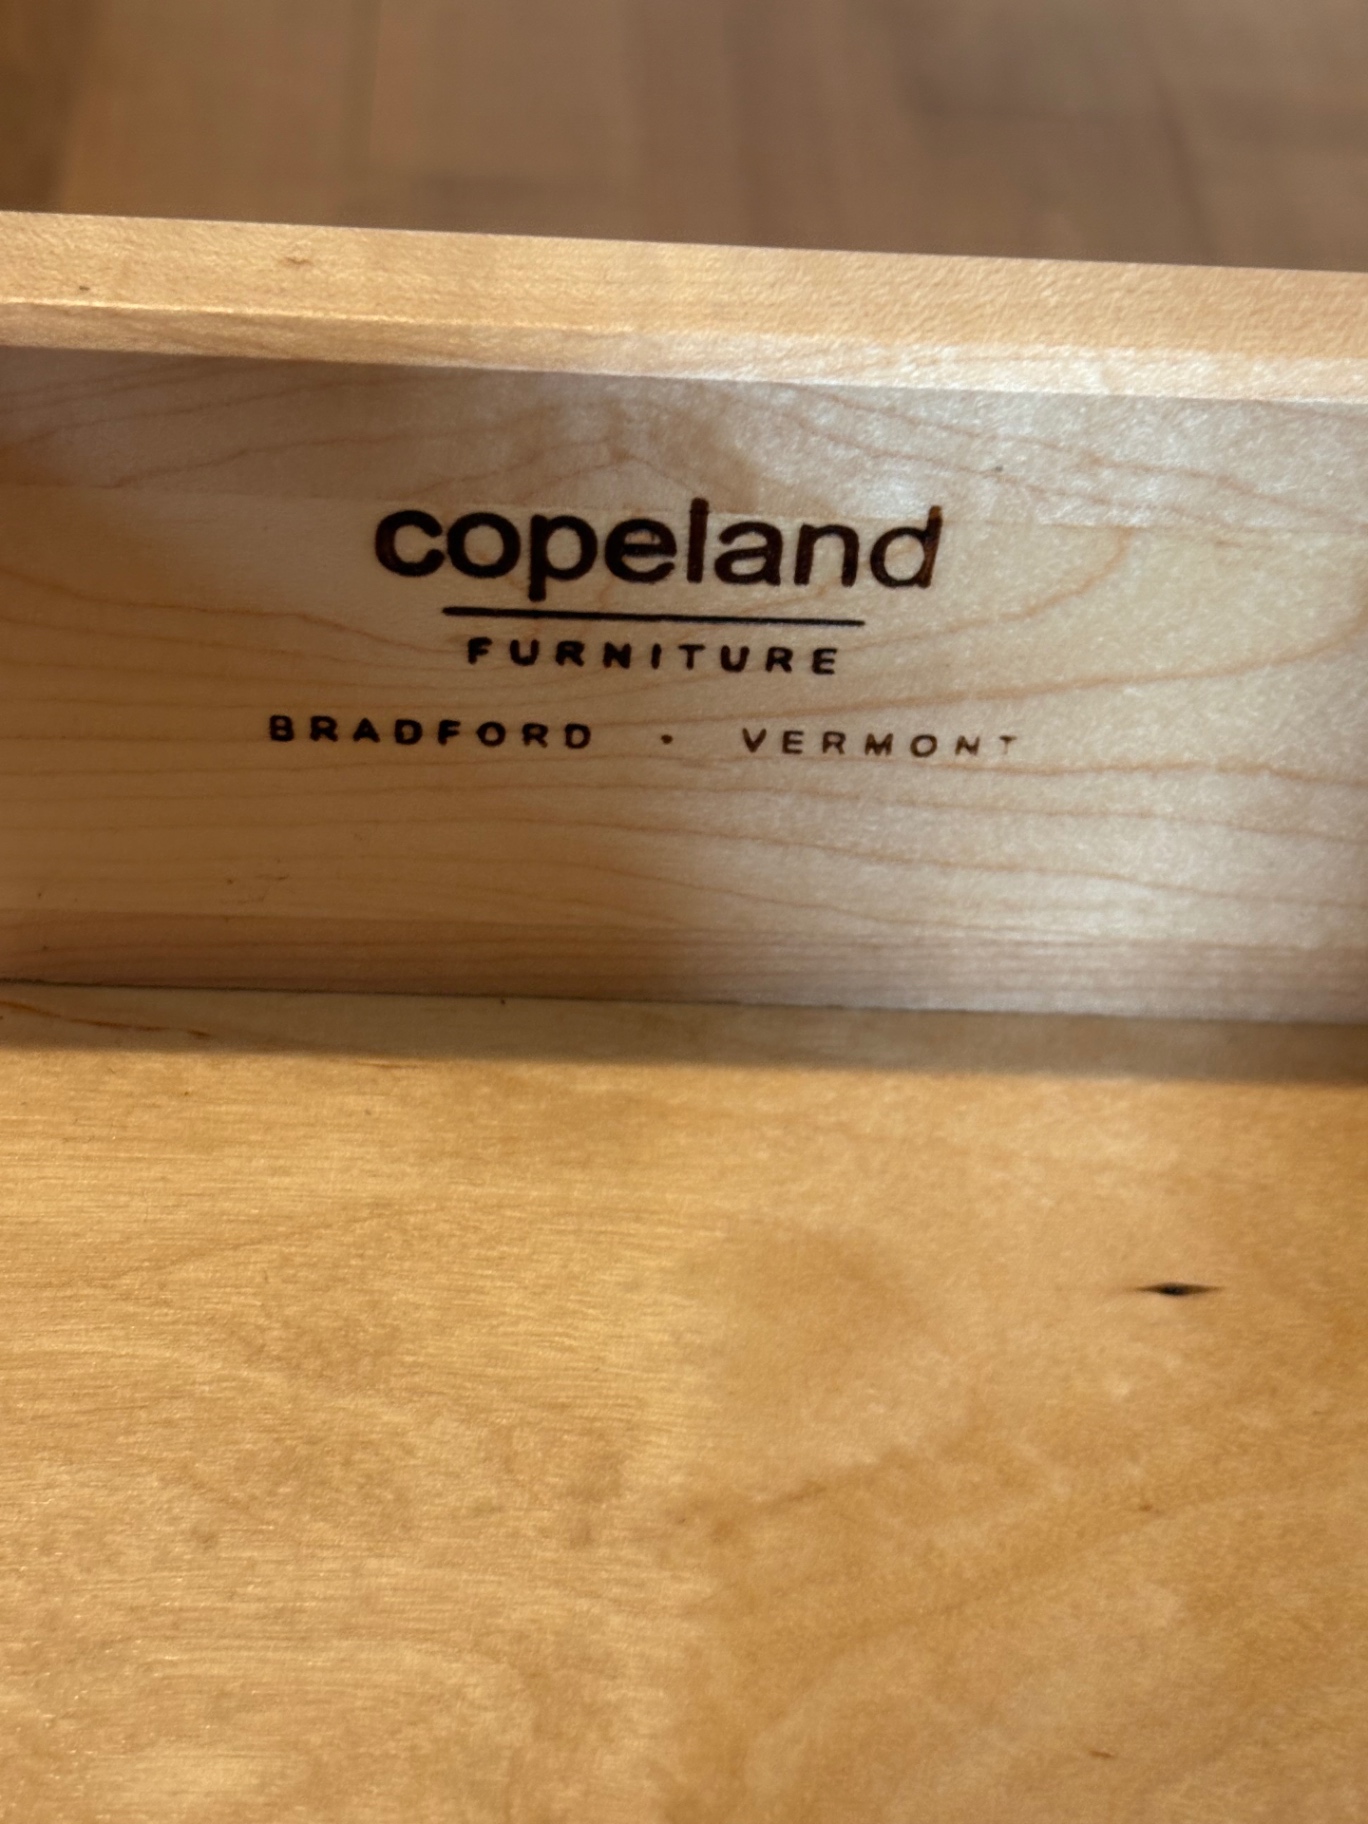 copeland
FURNITURE
BRADFORD · VERMONT